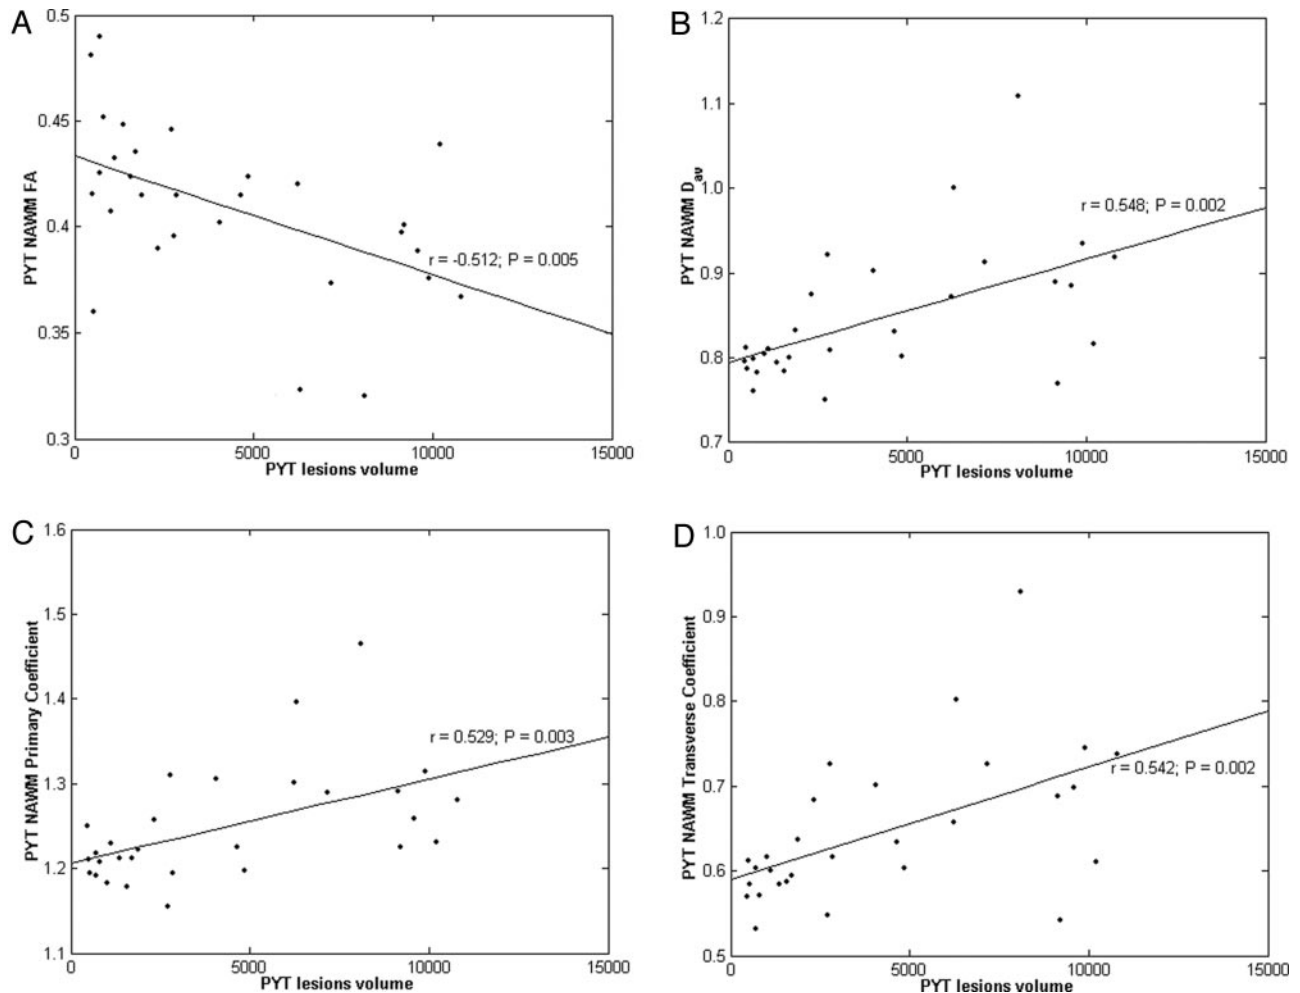 A
0.5
0.45
0.4
0.35
0.3
PYT NAWM FA
r = -0.512; P = 0.005
0
5000
10000
15000
PYT lesions volume
B
1.2
1.1
1.0
0.9
0.8
0.7
PYT NAWM Dav
r = 0.548; P = 0.002
0
5000
10000
15000
PYT lesions volume
C
1.6
1.5
1.4
1.3
1.2
1.1
PYT NAWM Primary Coefficient
r = 0.529; P = 0.003
0
5000
10000
15000
PYT lesions volume
D
1.0
0.9
0.8
0.7
0.6
0.5
PYT NAWM Transverse Coefficient
r = 0.542; P = 0.002
0
5000
10000
15000
PYT lesions volume